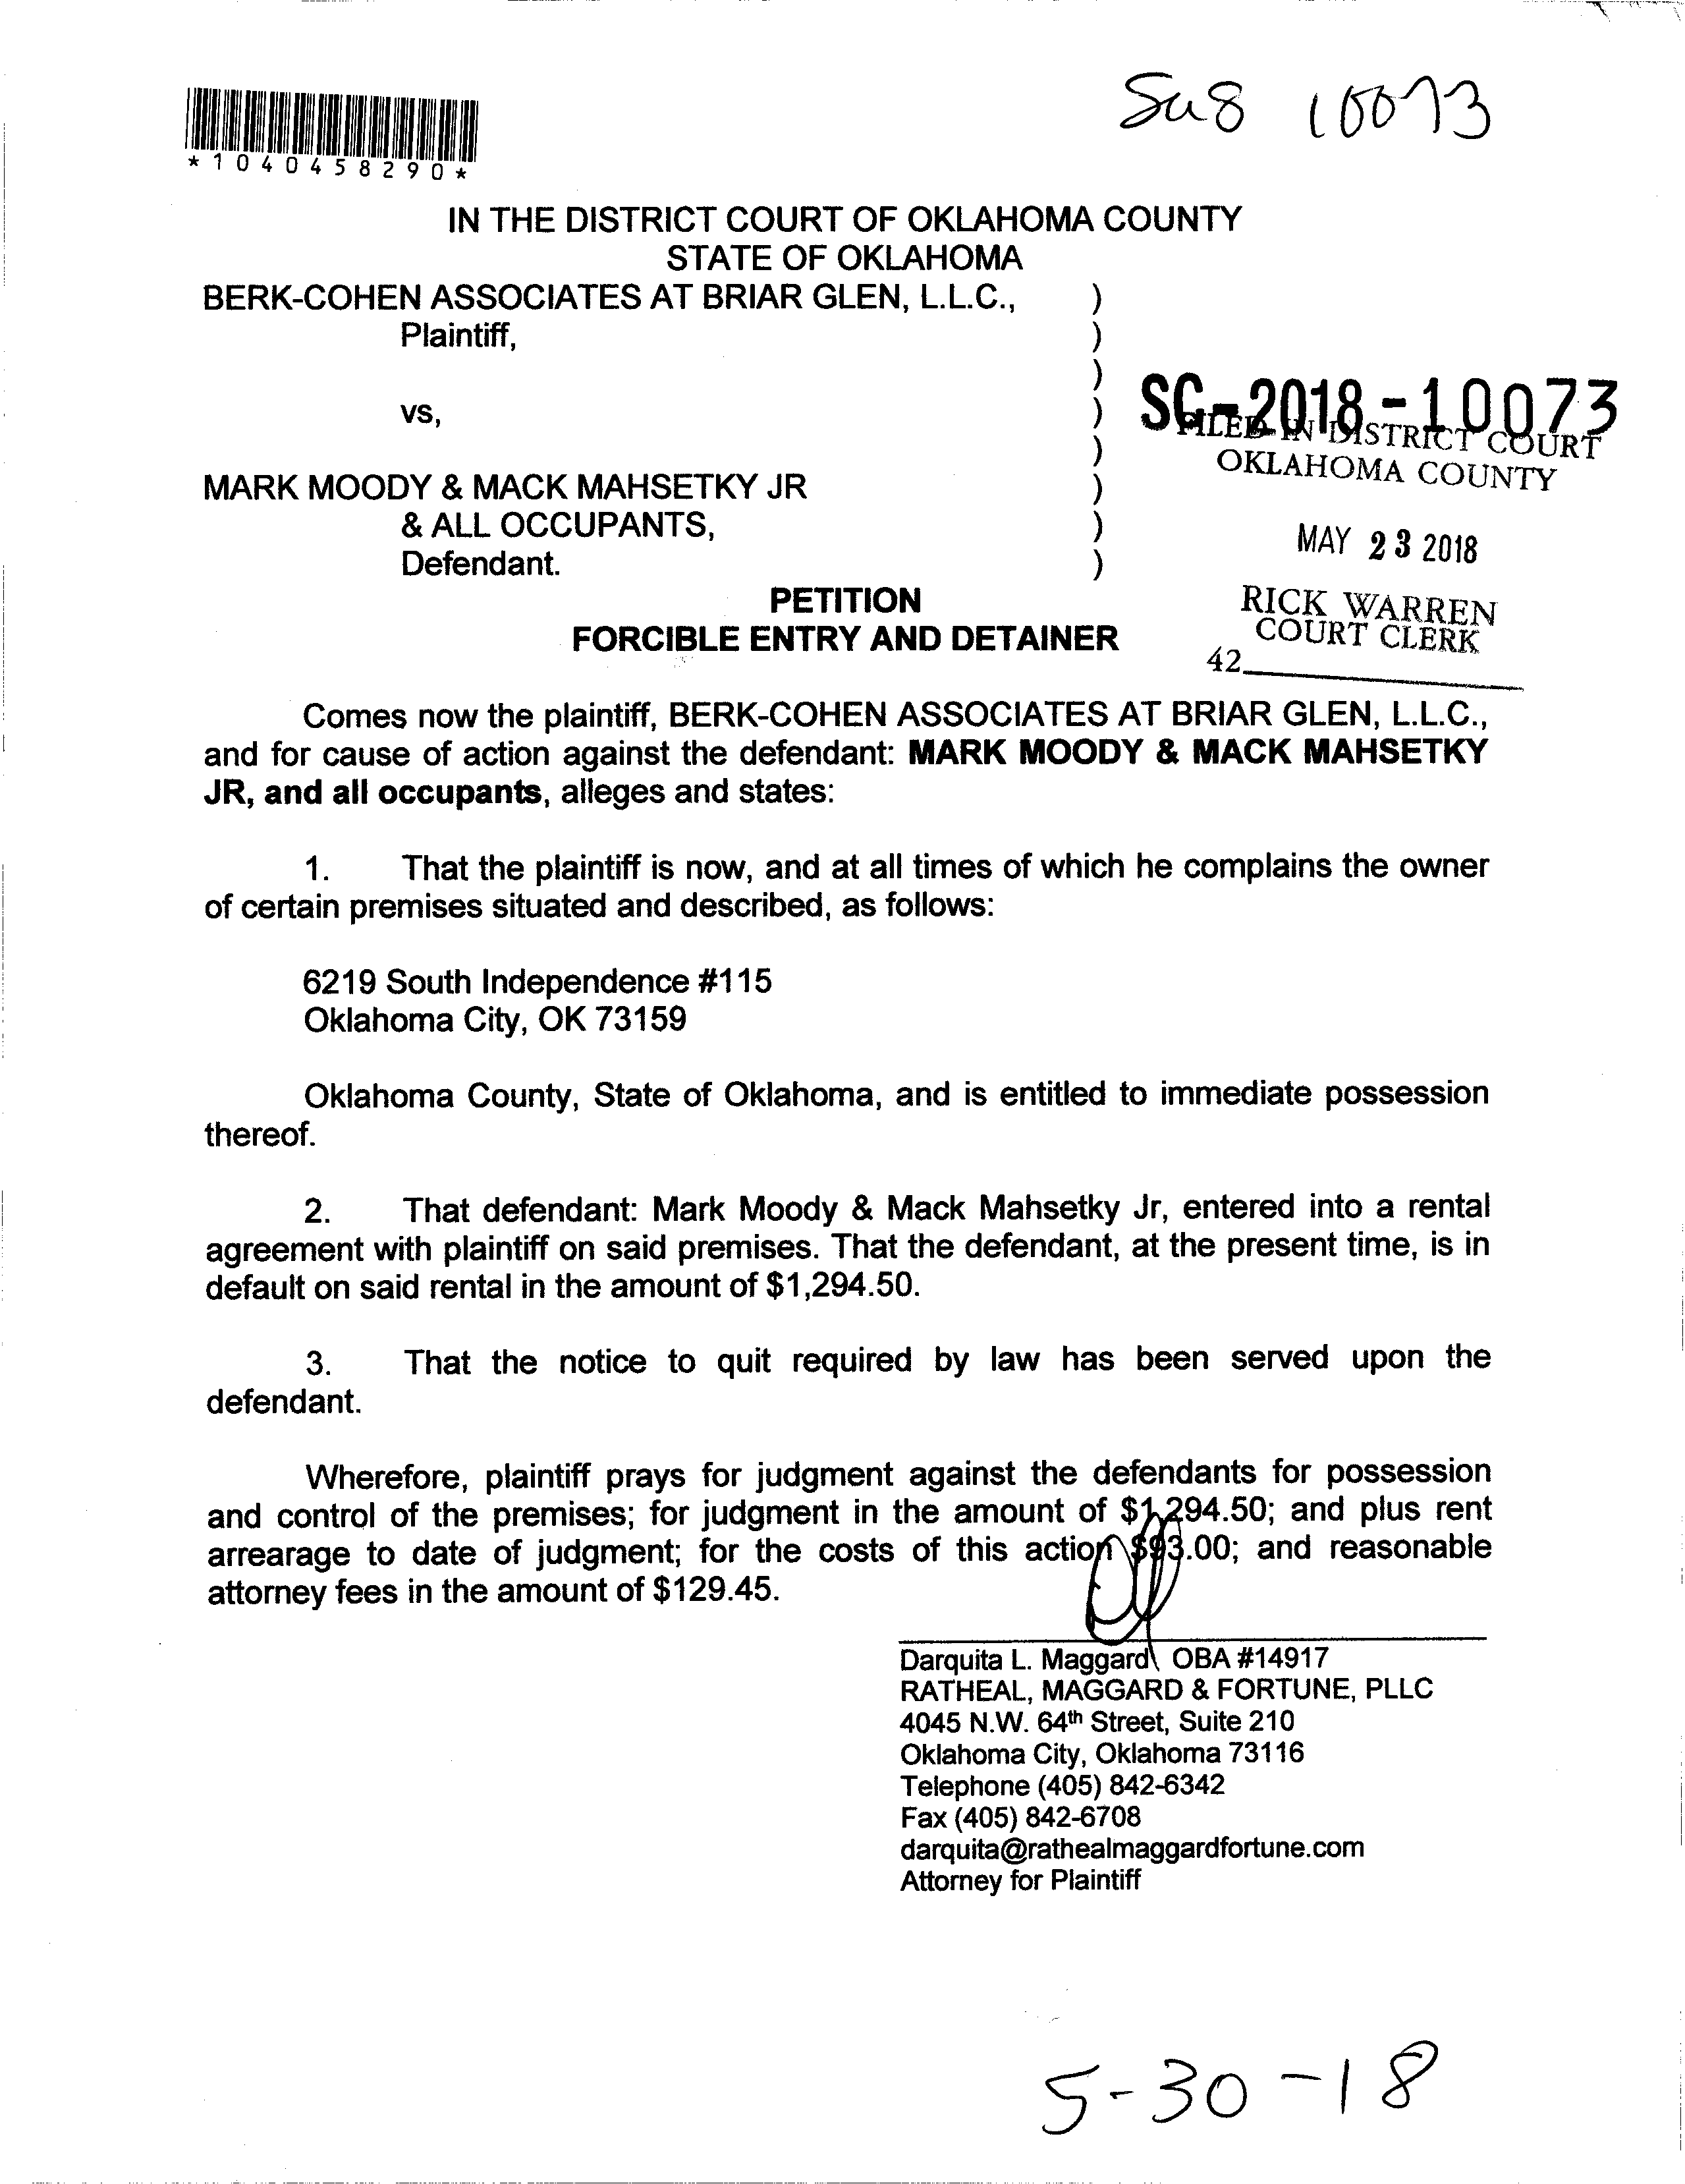 *1040458290*
IN THE DISTRICT COURT OF OKLAHOMA COUNTY
STATE OF OKLAHOMA
BERK-COHEN ASSOCIATES AT BRIAR GLEN, L.L.C., )
Plaintiff, )
)
vs, )
)
MARK MOODY & MACK MAHSETKY JR )
& ALL OCCUPANTS, )
Defendant. )
SC-2018-10073
FILED IN DISTRICT COURT
OKLAHOMA COUNTY
MAY 23 2018
RICK WARREN
COURT CLERK
42
PETITION
FORCIBLE ENTRY AND DETAINER
Comes now the plaintiff, BERK-COHEN ASSOCIATES AT BRIAR GLEN, L.L.C.,
and for cause of action against the defendant: MARK MOODY & MACK MAHSETKY
JR, and all occupants, alleges and states:
1. That the plaintiff is now, and at all times of which he complains the owner
of certain premises situated and described, as follows:
6219 South Independence #115
Oklahoma City, OK 73159
Oklahoma County, State of Oklahoma, and is entitled to immediate possession
thereof.
2. That defendant: Mark Moody & Mack Mahsetky Jr, entered into a rental
agreement with plaintiff on said premises. That the defendant, at the present time, is in
default on said rental in the amount of $1,294.50.
3. That the notice to quit required by law has been served upon the
defendant.
Wherefore, plaintiff prays for judgment against the defendants for possession
and control of the premises; for judgment in the amount of $1,294.50; and plus rent
arrearage to date of judgment; for the costs of this action $93.00; and reasonable
attorney fees in the amount of $129.45.
Darquita L. Maggard OBA #14917
RATHEAL, MAGGARD & FORTUNE, PLLC
4045 N.W. 64th Street, Suite 210
Oklahoma City, Oklahoma 73116
Telephone (405) 842-6342
Fax (405) 842-6708
darquita@rathealmaggardfortune.com
Attorney for Plaintiff
5-30-18